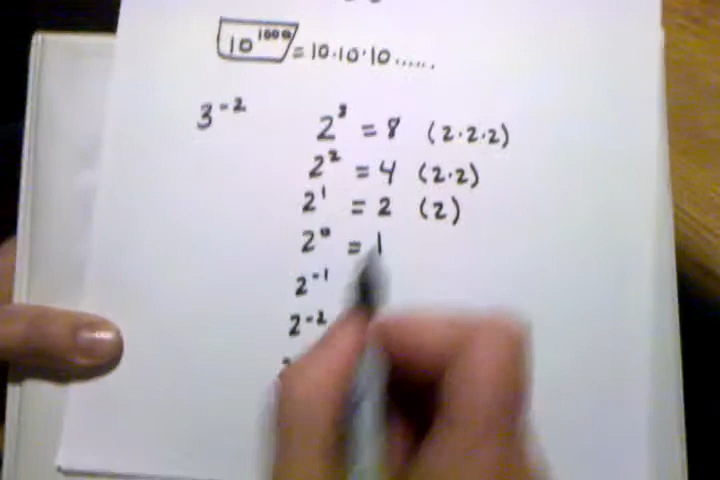 10^1000 = 10·10·10......
3^-2
2^3 = 8 (2·2·2)
2^2 = 4 (2·2)
2^1 = 2 (2)
2^0 = 1
2^-1
2^-2